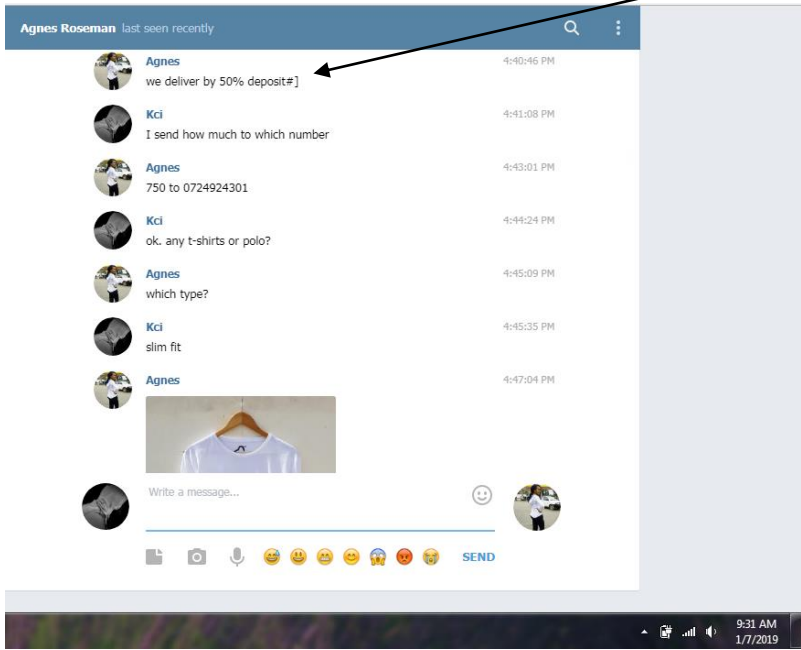 Agnes Roseman last seen recently
Agnes 4:40:46 PM
we deliver by 50% deposit#]
Kci 4:41:08 PM
I send how much to which number
Agnes 4:43:01 PM
750 to 0724924301
Kci 4:44:24 PM
ok. any t-shirts or polo?
Agnes 4:45:09 PM
which type?
Kci 4:45:35 PM
slim fit
Agnes 4:47:04 PM
Write a message...
SEND
9:31 AM
1/7/2019